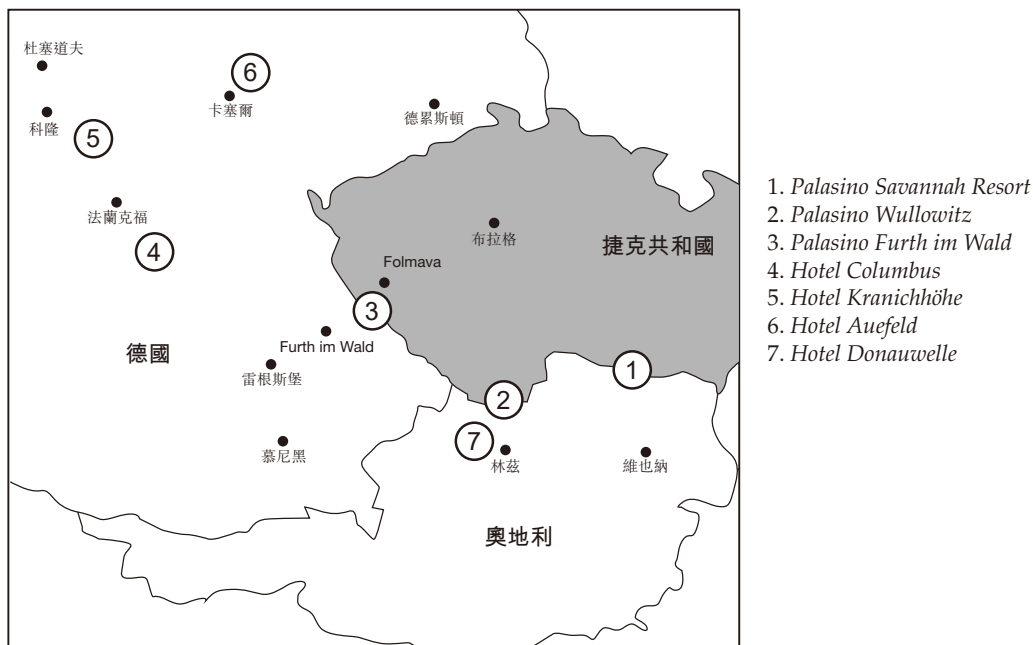 杜塞道夫
6
卡塞爾
德累斯頓
科隆
5
法蘭克福
4
布拉格
捷克共和國
Folmava
3
德國
Furth im Wald
雷根斯堡
1
2
7
慕尼黑
林茲
維也納
奧地利
1. Palasino Savannah Resort
2. Palasino Wullowitz
3. Palasino Furth im Wald
4. Hotel Columbus
5. Hotel Kranichhöhe
6. Hotel Auefeld
7. Hotel Donauwelle